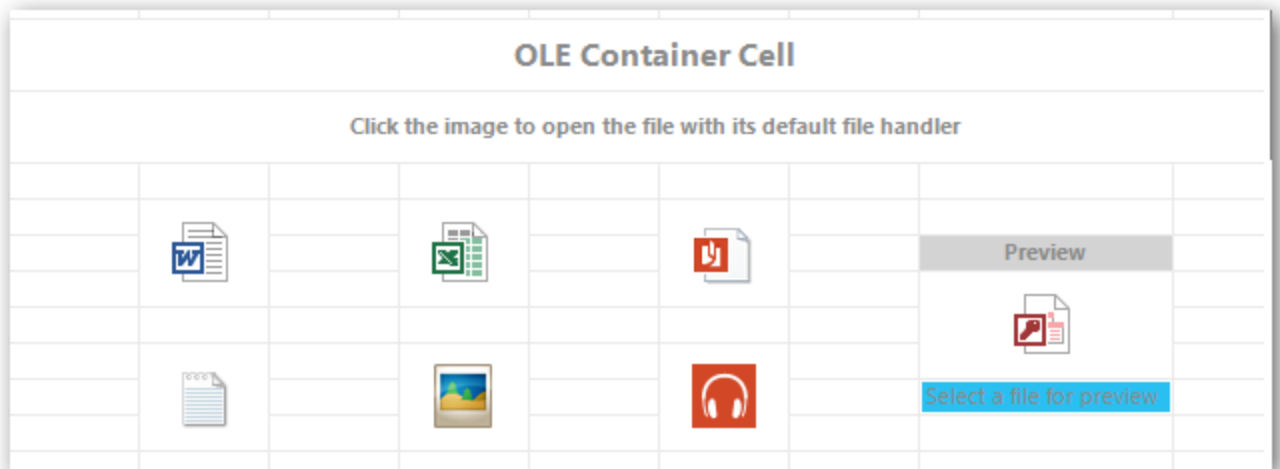 OLE Container Cell
Click the image to open the file with its default file handler
Preview
Select a file for preview